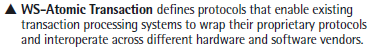 ▲ WS–Atomic Transaction defines protocols that enable existing
transaction processing systems to wrap their proprietary protocols
and interoperate across different hardware and software vendors.